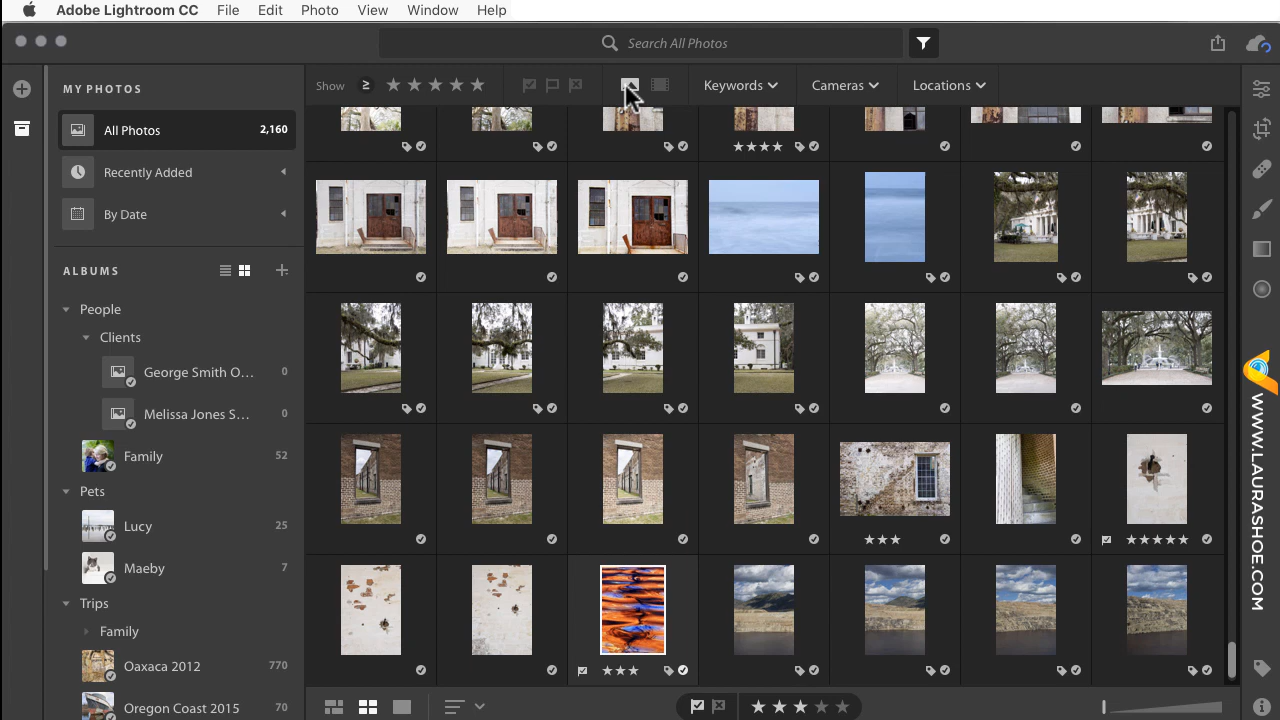 Adobe Lightroom CC File Edit Photo View Window Help
Search All Photos
MY PHOTOS
All Photos 2,160
Recently Added
By Date
ALBUMS
People
Clients
George Smith O... 0
Melissa Jones S... 0
Family 52
Pets
Lucy 25
Maeby 7
Trips
Family
Oaxaca 2012 770
Oregon Coast 2015 70
Show ≥ ★ ★ ★ ★ ★ Keywords Cameras Locations
★★★★
★★★
★★★★★
★★★
★★★★★
WWW.LAURASHOE.COM